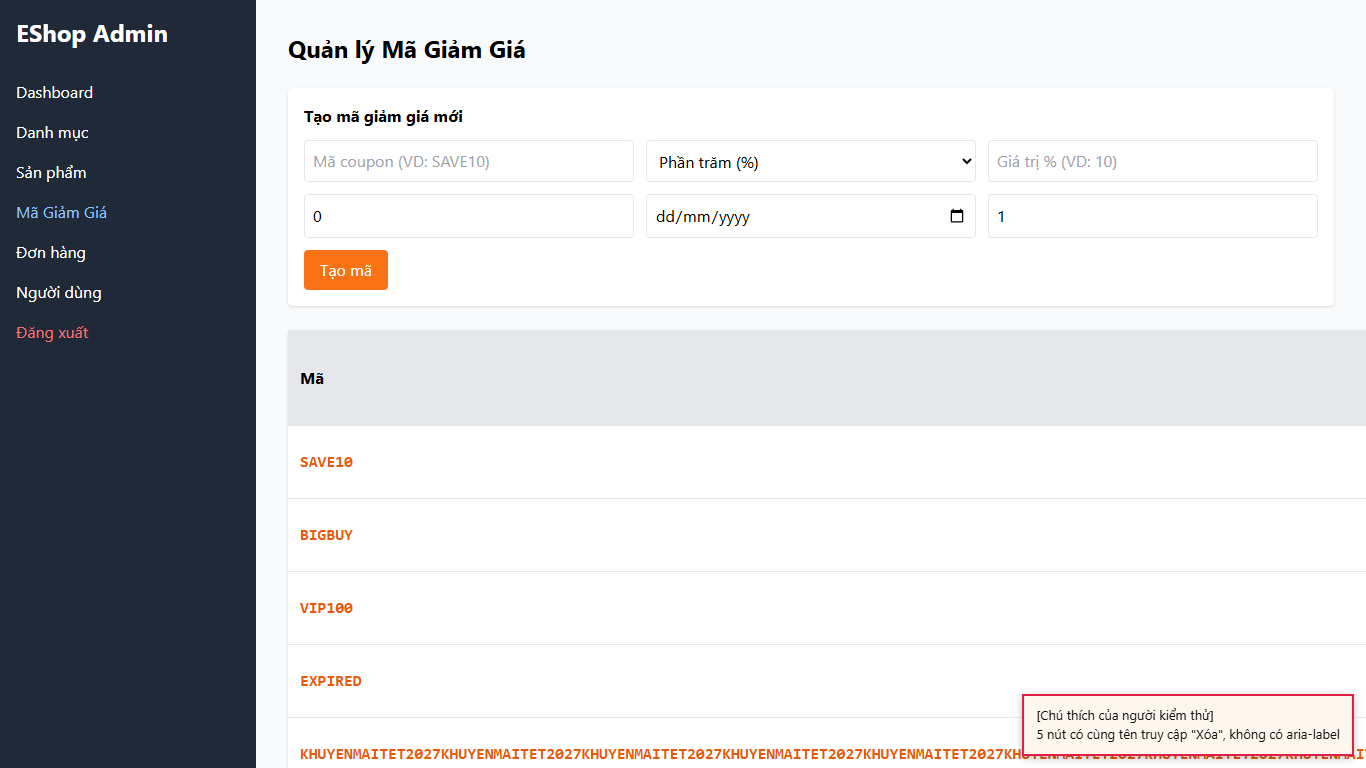 EShop Admin
Dashboard
Danh mục
Sản phẩm
Mã Giảm Giá
Đơn hàng
Người dùng
Đăng xuất
Quản lý Mã Giảm Giá
Tạo mã giảm giá mới
Mã coupon (VD: SAVE10)
Phần trăm (%)
Giá trị % (VD: 10)
0
dd/mm/yyyy
1
Tạo mã
Mã
SAVE10
BIGBUY
VIP100
EXPIRED
KHUYENMAITET2027KHUYENMAITET2027KHUYENMAITET2027KHUYENMAITET2027KHUYENMAITET2027KHUYENMAITET2027KHUYENMAIT
[Chú thích của người kiểm thử]
5 nút có cùng tên truy cập "Xóa", không có aria-label